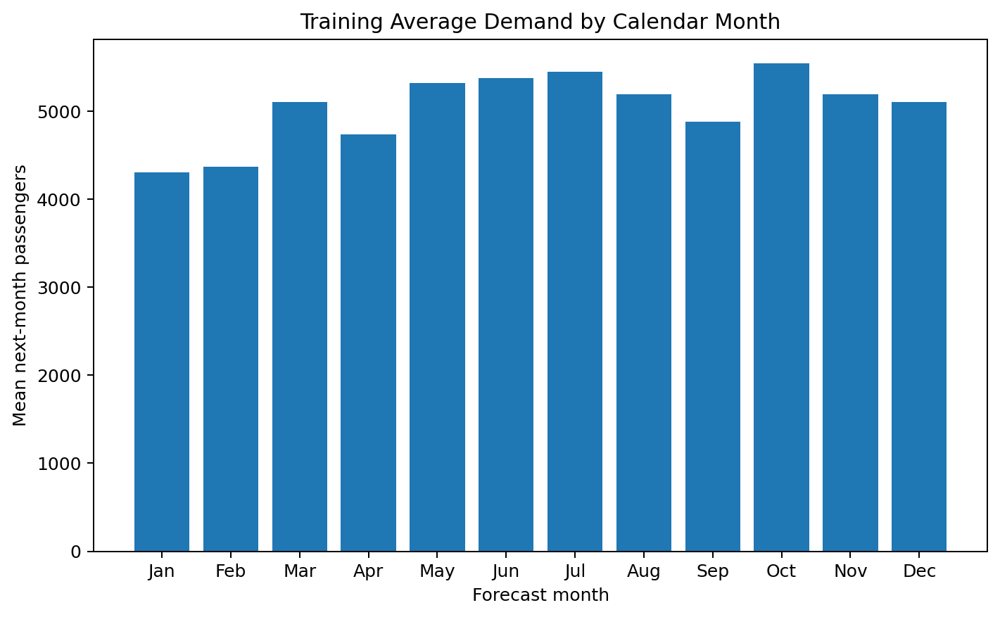 Training Average Demand by Calendar Month
Mean next-month passengers
5000
4000
3000
2000
1000
0
Jan Feb Mar Apr May Jun Jul Aug Sep Oct Nov Dec
Forecast month